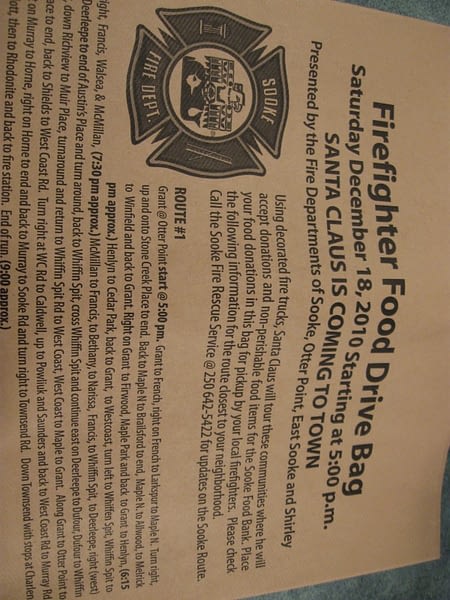 Firefighter Food Drive Bag
Saturday December 18, 2010 Starting at 5:00 p.m.
SANTA CLAUS IS COMING TO TOWN
Presented by the Fire Departments of Sooke, Otter Point, East Sooke and Shirley
SOOKE
FIRE DEPT.
Using decorated fire trucks, Santa Claus will tour these communities where he will
accept donations and non-perishable food items for the Sooke Food Bank. Place
your food donations in this bag for pickup by your local firefighters. Please check
the following information for the route closest to your neighborhood.
Call the Sooke Fire Rescue Service @ 250 642-5422 for updates on the Sooke Route.
ROUTE #1
Grant @ Otter Point start @ 5:00 pm. Grant to French, right on French to Larkspur to Maple N. Turn right,
up and onto Stone Creek Place to end. Back to Maple N to Brailsford to end, Maple N. to Allwood, to Melrick
to Winfield and back to Grant. Right on Grant to Firwood, Maple Park and back to Grant, to Henlyn, (6:15
pm approx.) Henlyn to Cedar Park, back to Grant, to Westcoast, turn left to Whiffen Spit, Whiffin Spit to
ight, Francis, Walsea, & McMillan, (7:30 pm approx.) McMillan to Francis, to Bethany, to Narissa, Francis, to Whiffin Spit, to Deerleepe, right (west)
Deerleepe to end of Austin's Place and turn around, back to Whiffin Spit, cross Whiffin Spit and continue east on Deerleepe to Dufour, Dufour to Whiffin
, down Richview to Muir Place, turnaround and return to Whiffin Spit Rd to West Coast, West Coast to Maple to Grant. Along Grant to Otter Point to
ace to end, back to Shields to West Coast Rd. Turn right at WC Rd to Caldwell, up to Powliuk and Saunders and back to West Coast Rd to Murray Rd
on Murray to Horne, right on Horne to end and back to Murray to Sooke Rd and turn right to Townsend Rd. Down Townsend with stops at Charlen
ott, then to Rhodonite and back to fire station. End of run. (9:00 approx.)